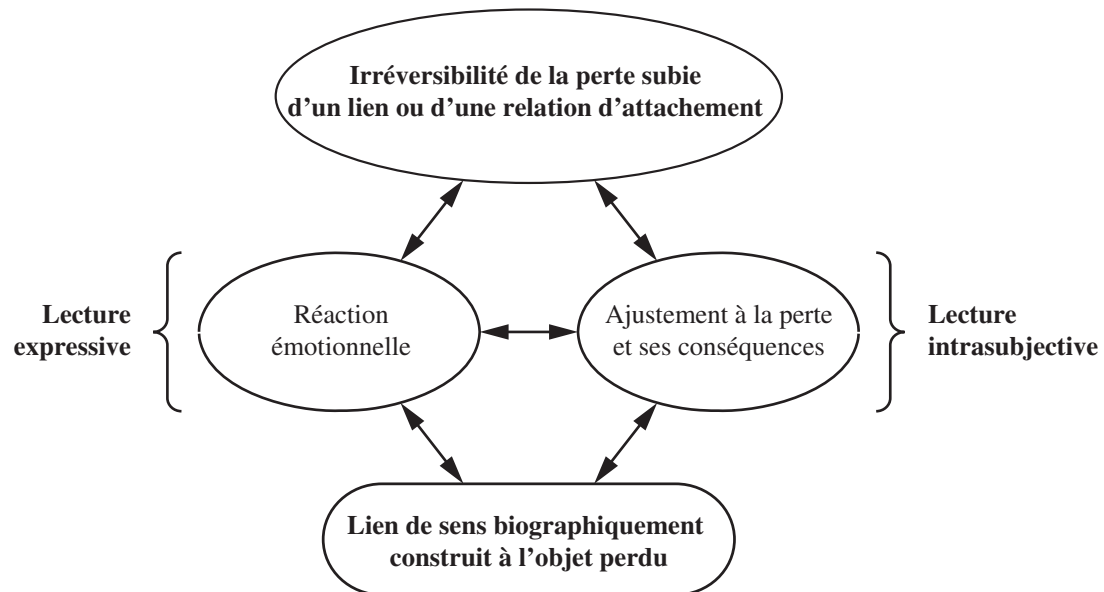 Irréversibilité de la perte subie
d’un lien ou d’une relation d’attachement
Lecture
expressive
Réaction
émotionnelle
Ajustement à la perte
et ses conséquences
Lecture
intrasubjective
Lien de sens biographiquement
construit à l’objet perdu